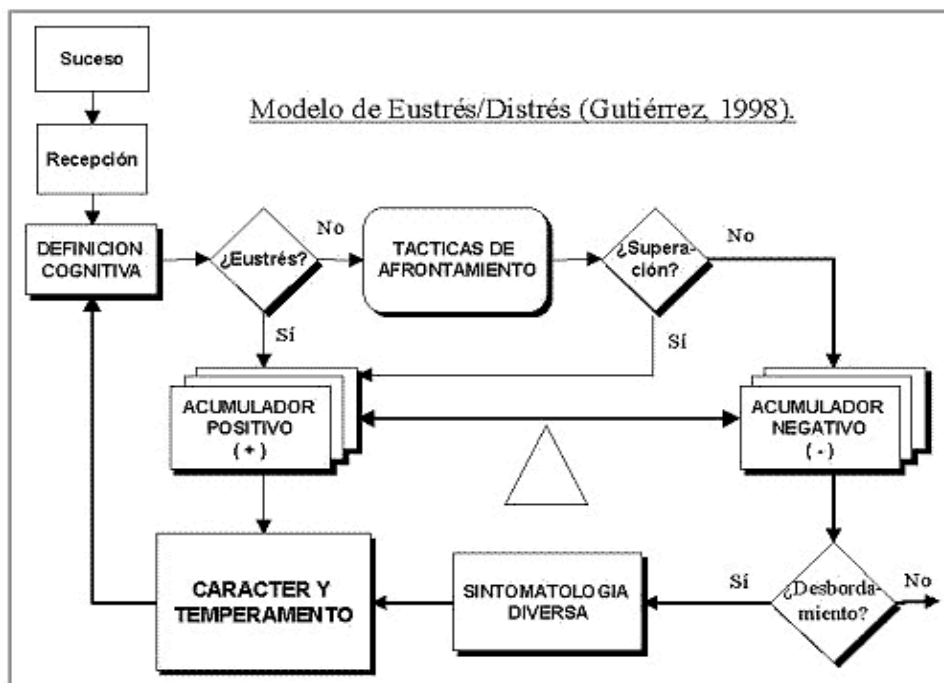 Suceso
Modelo de Eustrés/Distrés (Gutiérrez, 1998).
Recepción
DEFINICION
COGNITIVA
¿Eustrés?
No
TACTICAS DE
AFRONTAMIENTO
¿Supera-
ción?
No
Sí
Sí
ACUMULADOR
POSITIVO
( + )
ACUMULADOR
NEGATIVO
( - )
CARACTER Y
TEMPERAMENTO
SINTOMATOLOGIA
DIVERSA
Sí
¿Desborda-
miento?
No